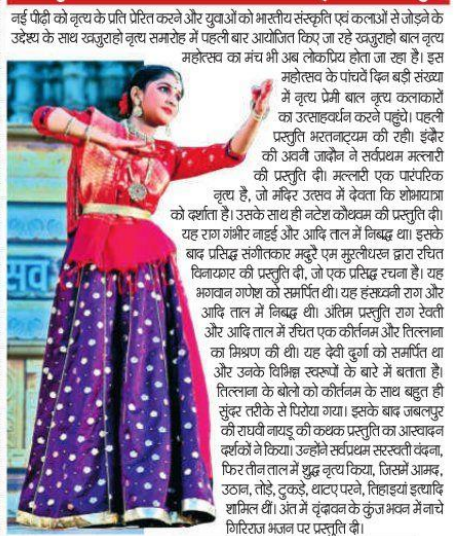 नई पीढ़ी को नृत्य के प्रति प्रेरित करने और युवाओं को भारतीय संस्कृति एवं कलाओं से जोड़ने के
उद्देश्य के साथ खजुराहो नृत्य समारोह में पहली बार आयोजित किए जा रहे खजुराहो बाल नृत्य
महोत्सव का मंच भी अब लोकप्रिय होता जा रहा है। इस
महोत्सव के पांचवें दिन बड़ी संख्या
में नृत्य प्रेमी बाल नृत्य कलाकारों
का उत्साहवर्धन करने पहुंचे। पहली
प्रस्तुति भरतनाट्यम की रही। इंदौर
की अवनी जादौन ने सर्वप्रथम मल्लारी
की प्रस्तुति दी। मल्लारी एक पारंपरिक
नृत्य है, जो मंदिर उत्सव में देवता कि शोभायात्रा
को दर्शाता है। उसके साथ ही नटेश कौथवम की प्रस्तुति दी।
यह राग गंभीर नाट्टई और आदि ताल में निबद्ध था। इसके
बाद प्रसिद्ध संगीतकार मदुरै एम मुरलीधरन द्वारा रचित
विनायगर की प्रस्तुति दी, जो एक प्रसिद्ध रचना है। यह
भगवान गणेश को समर्पित थी। यह हंसध्वनी राग और
आदि ताल में निबद्ध थी। अंतिम प्रस्तुति राग रेवती
और आदि ताल में रचित एक कीर्तनम और तिल्लाना
का मिश्रण की थी। यह देवी दुर्गा को समर्पित था
और उनके विभिन्न स्वरूपों के बारे में बताता है।
तिल्लाना के बोलो को कीर्तनम के साथ बहुत ही
सुंदर तरीके से पिरोया गया। इसके बाद जबलपुर
की राघवी नायडू की कथक प्रस्तुति का आस्वादन
दर्शकों ने किया। उन्होंने सर्वप्रथम सरस्वती वंदना,
फिर तीन ताल में शुद्ध नृत्य किया, जिसमें आमद,
उठान, तोड़े, टुकड़े, थाटए परने, तिहाइयां इत्यादि
शामिल थीं। अंत में वृंदावन के कुंज भवन में नाचे
गिरिराज भजन पर प्रस्तुति दी।